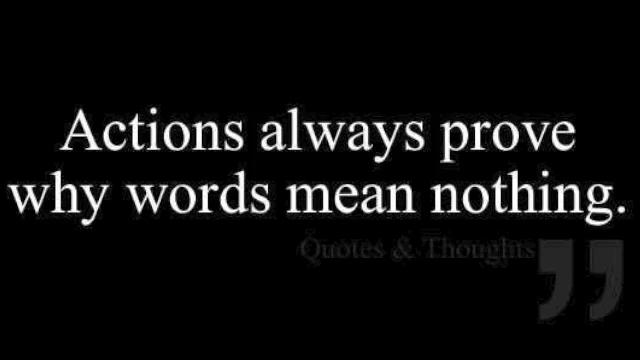 Actions always prove
why words mean nothing.
Quotes & Thoughts
”